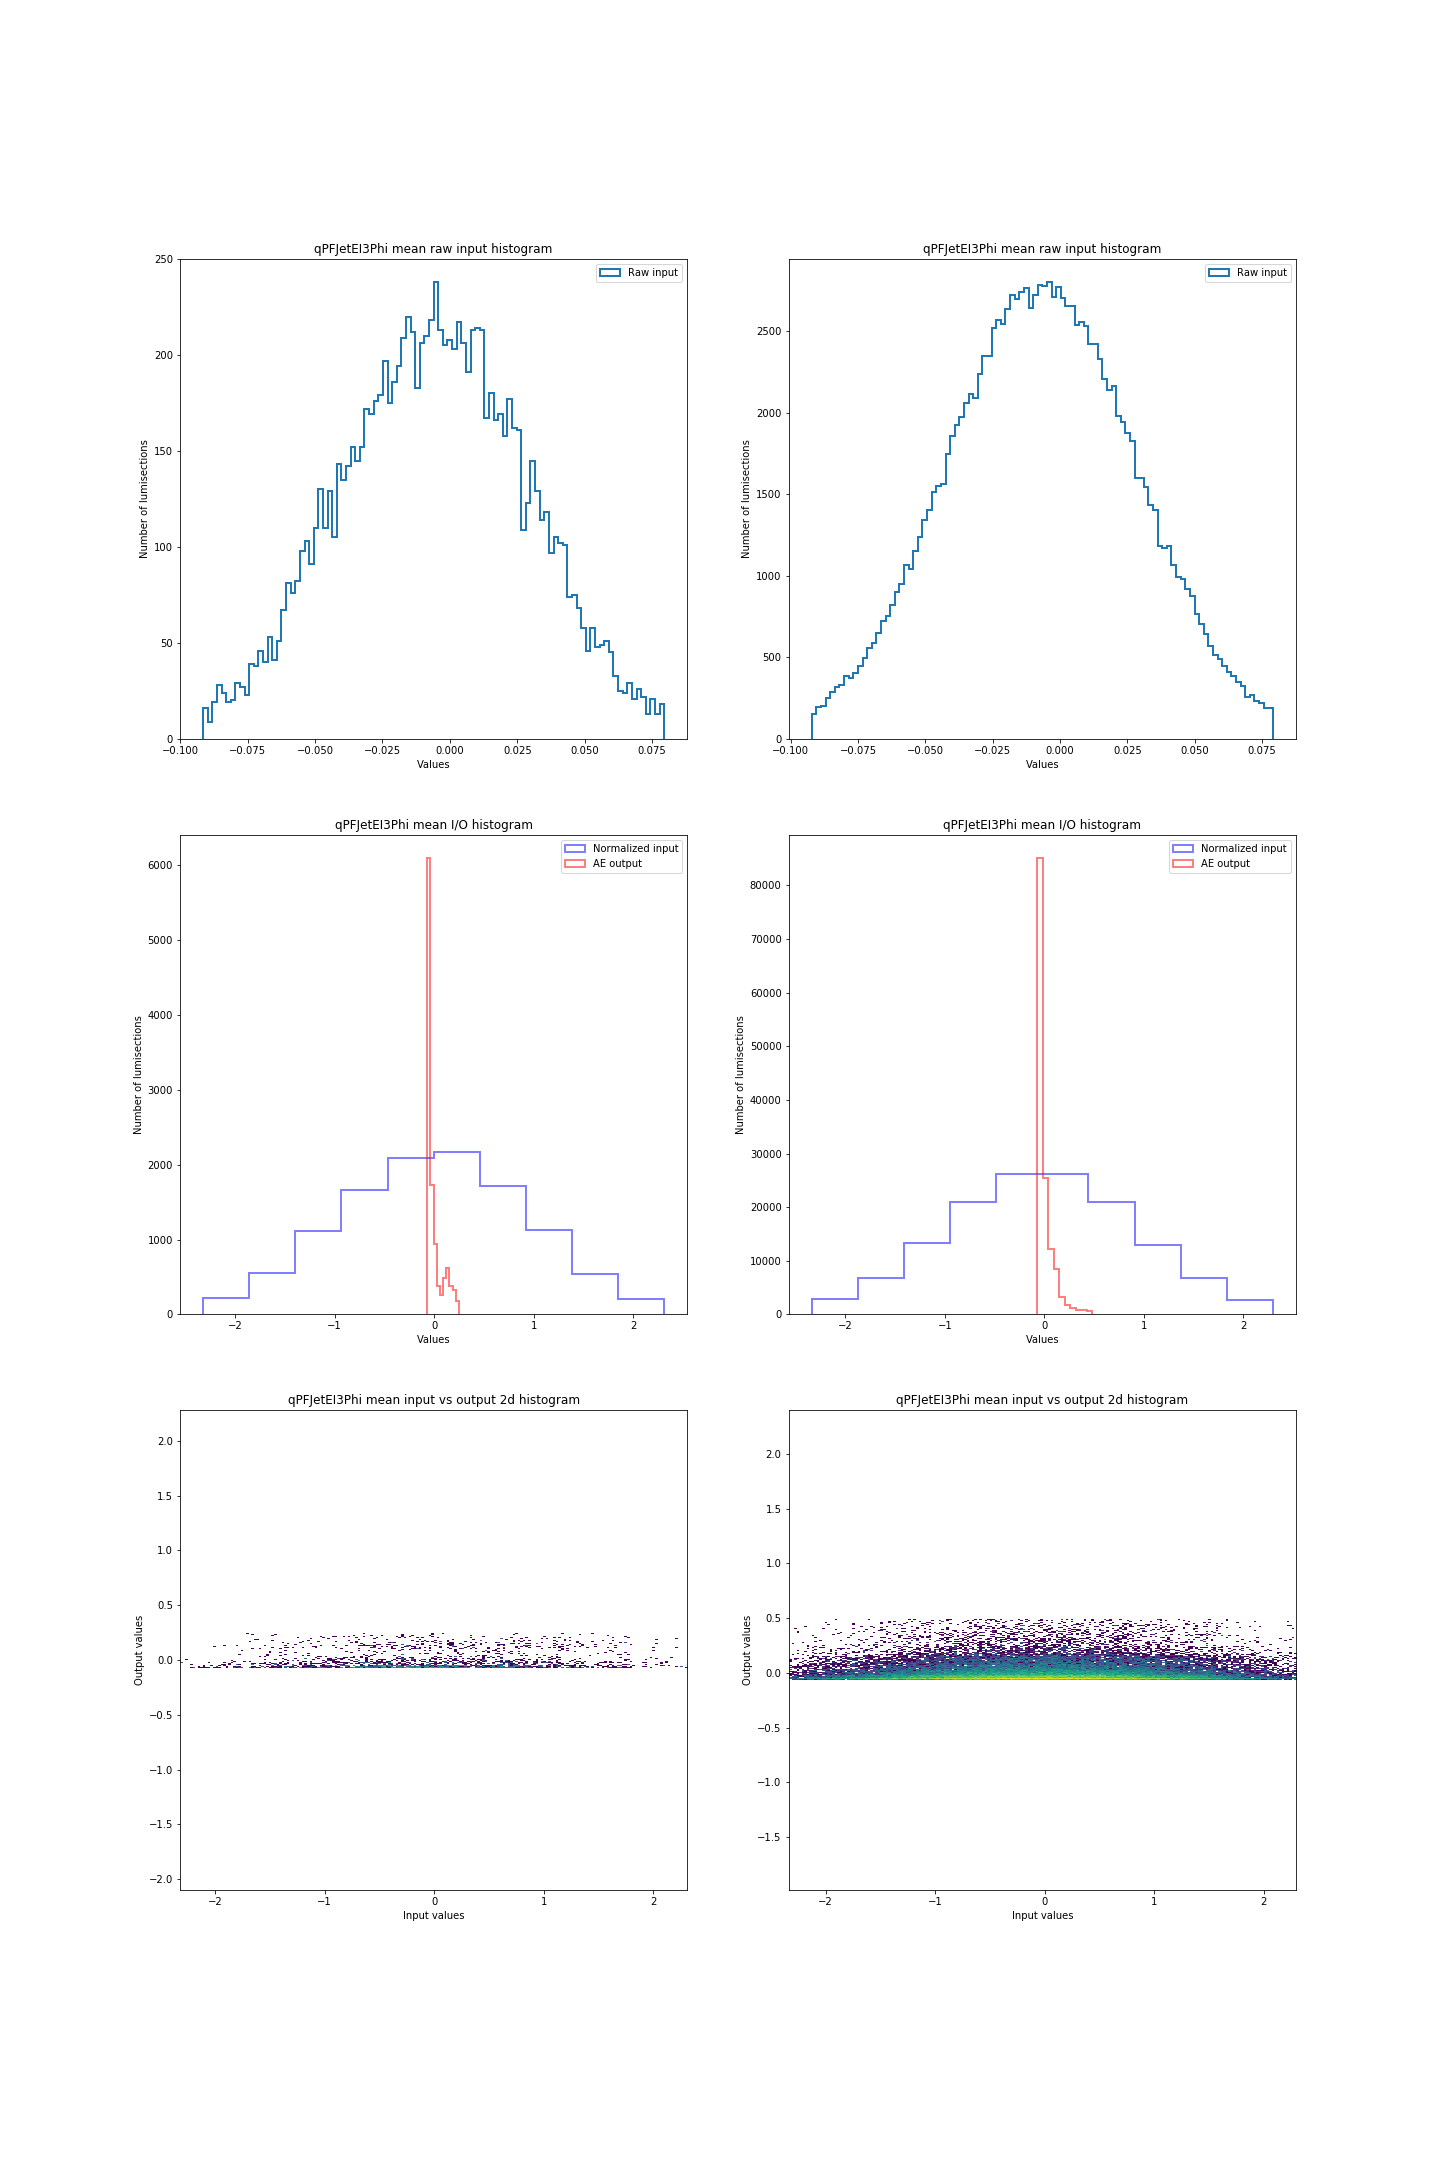 qPFJetEI3Phi mean raw input histogram
Raw input
Number of lumisections
250
200
150
100
50
0
−0.100 −0.075 −0.050 −0.025 0.000 0.025 0.050 0.075
Values
qPFJetEI3Phi mean raw input histogram
Raw input
Number of lumisections
2500
2000
1500
1000
500
0
−0.100 −0.075 −0.050 −0.025 0.000 0.025 0.050 0.075
Values
qPFJetEI3Phi mean I/O histogram
Normalized input
AE output
Number of lumisections
6000
5000
4000
3000
2000
1000
0
−2 −1 0 1 2
Values
qPFJetEI3Phi mean I/O histogram
Normalized input
AE output
Number of lumisections
80000
70000
60000
50000
40000
30000
20000
10000
0
−2 −1 0 1 2
Values
qPFJetEI3Phi mean input vs output 2d histogram
Output values
2.0
1.5
1.0
0.5
0.0
−0.5
−1.0
−1.5
−2.0
−2 −1 0 1 2
Input values
qPFJetEI3Phi mean input vs output 2d histogram
Output values
2.0
1.5
1.0
0.5
0.0
−0.5
−1.0
−1.5
−2 −1 0 1 2
Input values